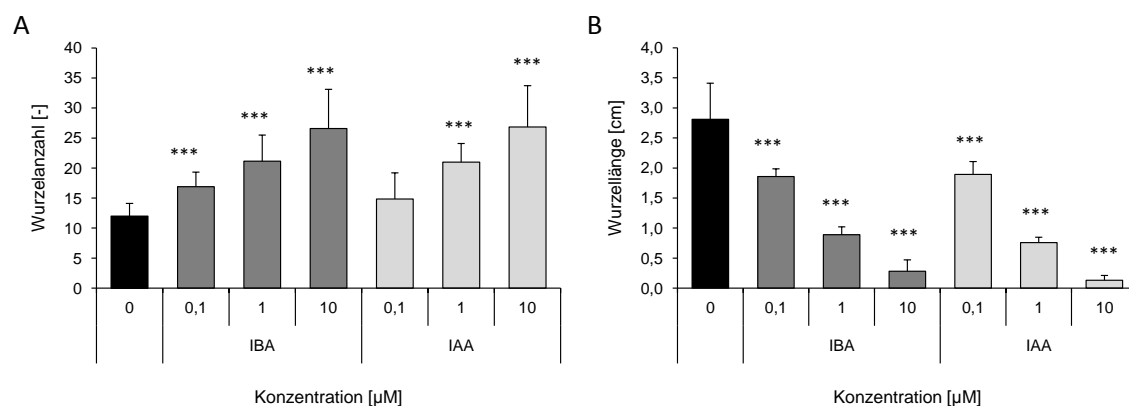 A
Wurzelanzahl [-]
40
35
30
25
20
15
10
5
0
***
***
***
***
***
0 0,1 1 10 0,1 1 10
IBA IAA
Konzentration [µM]
B
Wurzellänge [cm]
4,0
3,5
3,0
2,5
2,0
1,5
1,0
0,5
0,0
***
***
***
***
***
***
0 0,1 1 10 0,1 1 10
IBA IAA
Konzentration [µM]